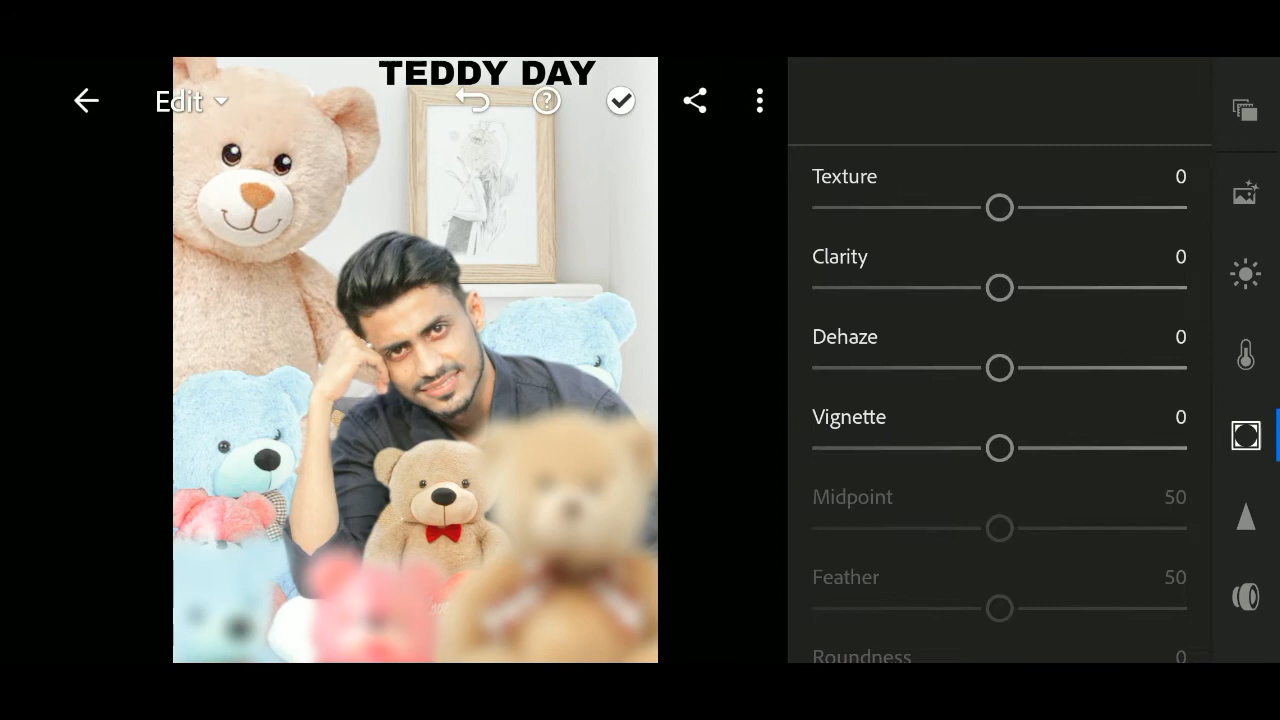 TEDDY DAY
Edit
Texture 0
Clarity 0
Dehaze 0
Vignette 0
Midpoint 50
Feather 50
Roundness 0